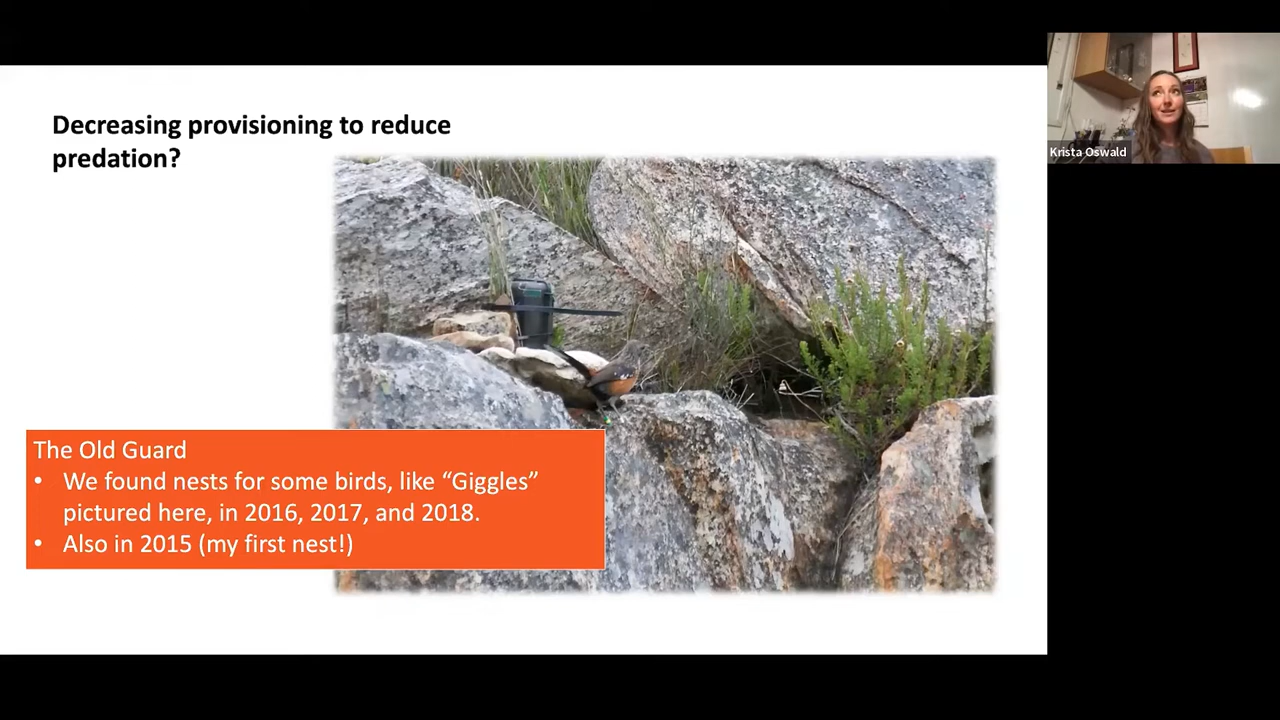 Decreasing provisioning to reduce
predation?
Krista Oswald
The Old Guard
• We found nests for some birds, like “Giggles”
pictured here, in 2016, 2017, and 2018.
• Also in 2015 (my first nest!)